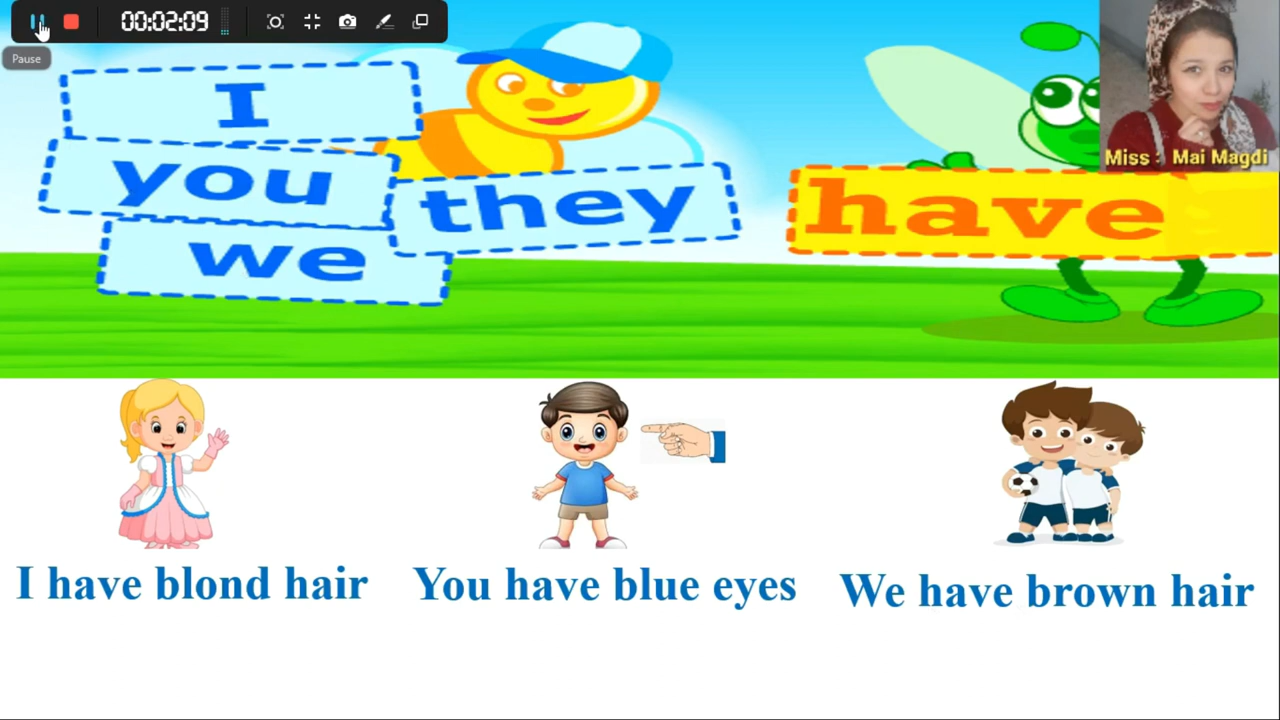 00:02:09
Pause
I
you
they
we
have
Miss : Mai Magdi
I have blond hair
You have blue eyes
We have brown hair